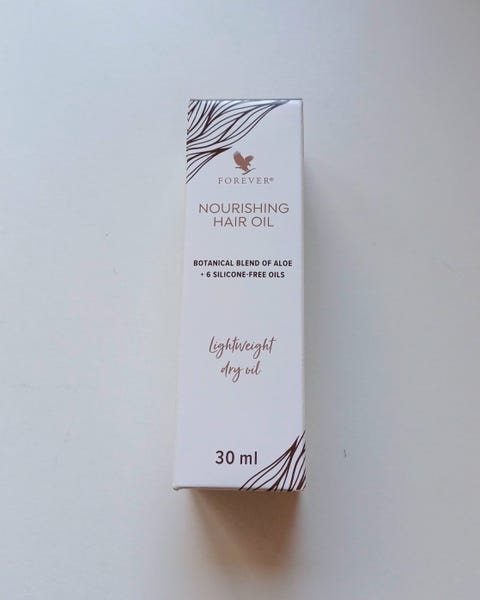 FOREVER®
NOURISHING
HAIR OIL
BOTANICAL BLEND OF ALOE
+ 6 SILICONE-FREE OILS
Lightweight
dry oil
30 ml